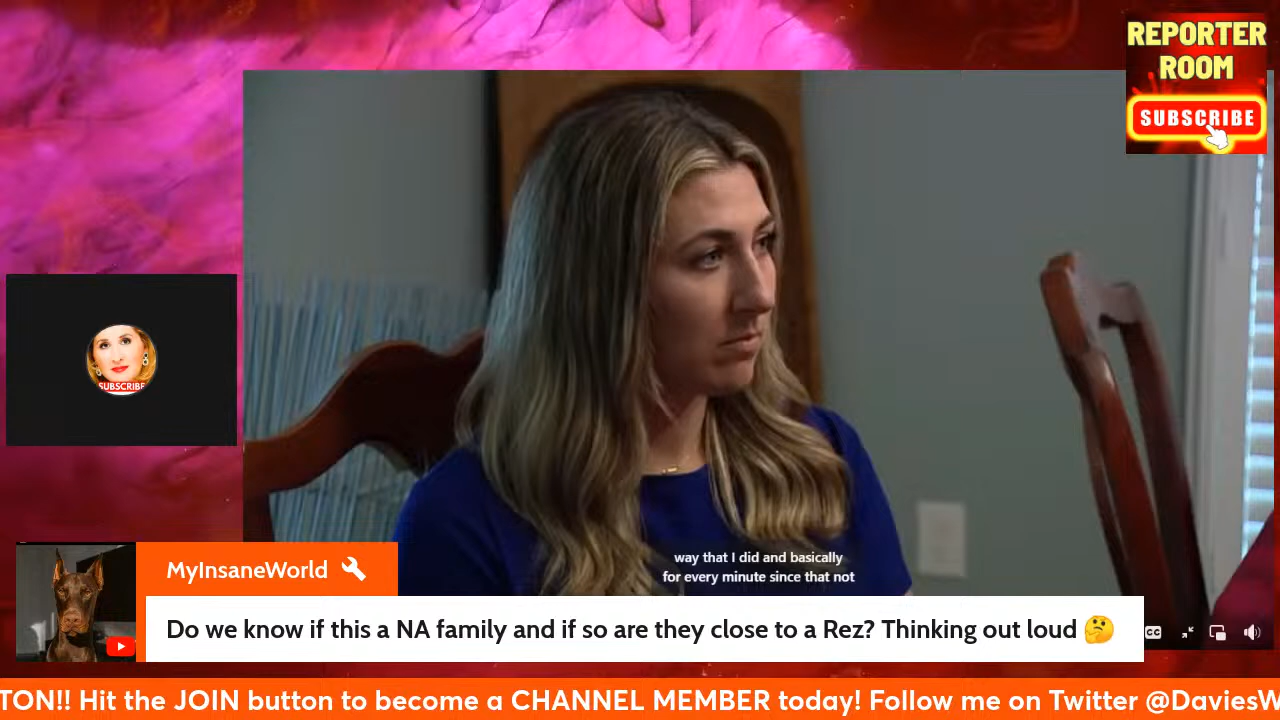 REPORTER
ROOM
SUBSCRIBE
SUBSCRIBE
way that I did and basically
for every minute since that not
MyInsaneWorld
Do we know if this a NA family and if so are they close to a Rez? Thinking out loud 🤔
CC
TON!! Hit the JOIN button to become a CHANNEL MEMBER today! Follow me on Twitter @DaviesW